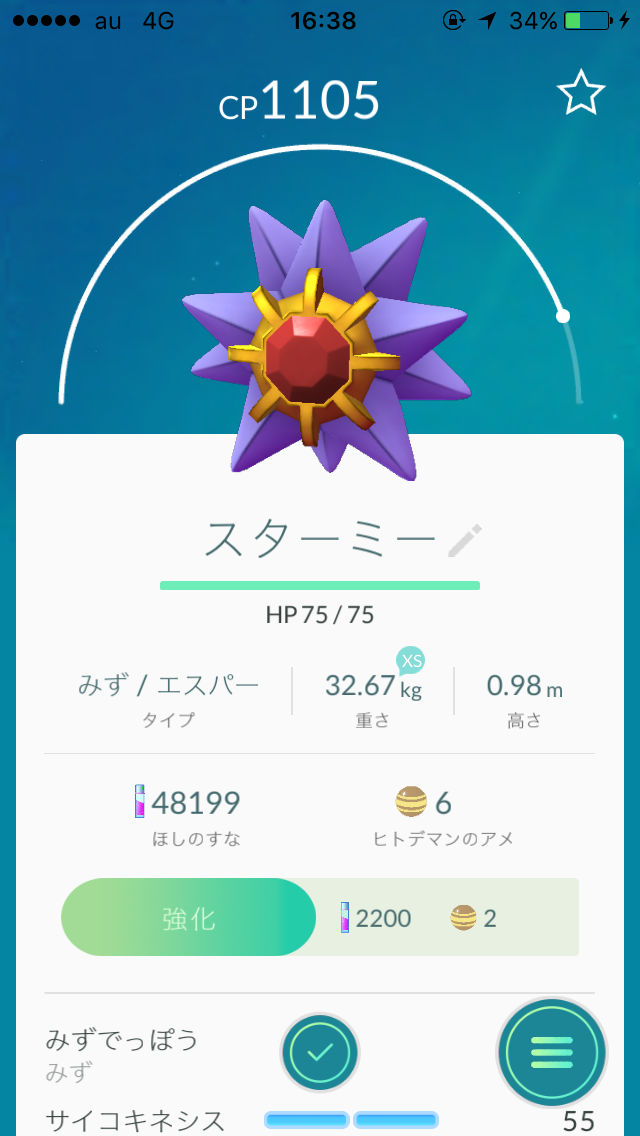 au 4G 16:38 34%
CP1105
スターミー
HP 75 / 75
XS
みず / エスパー 32.67 kg 0.98 m
タイプ 重さ 高さ
48199 6
ほしのすな ヒトデマンのアメ
強化 2200 2
みずでっぽう
みず
サイコキネシス 55